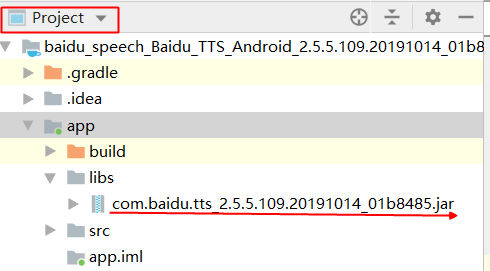 Project
baidu_speech_Baidu_TTS_Android_2.5.5.109.20191014_01b8
.gradle
.idea
app
build
libs
com.baidu.tts_2.5.5.109.20191014_01b8485.jar
src
app.iml